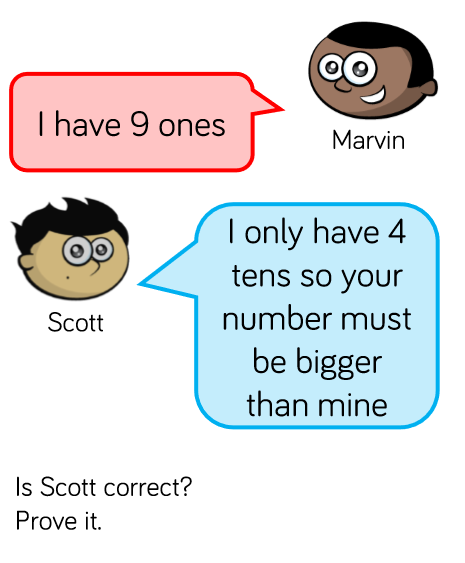 I have 9 ones
Marvin
I only have 4
tens so your
number must
be bigger
than mine
Scott
Is Scott correct?
Prove it.